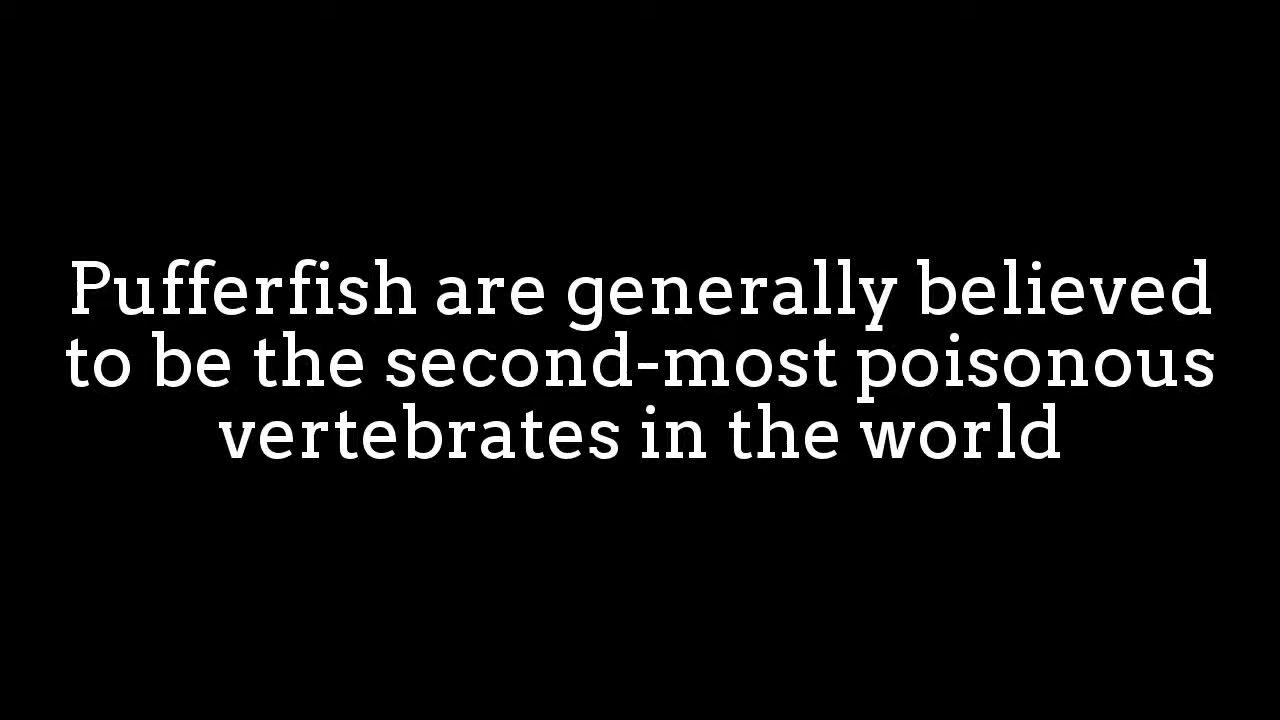 Pufferfish are generally believed
to be the second-most poisonous
vertebrates in the world